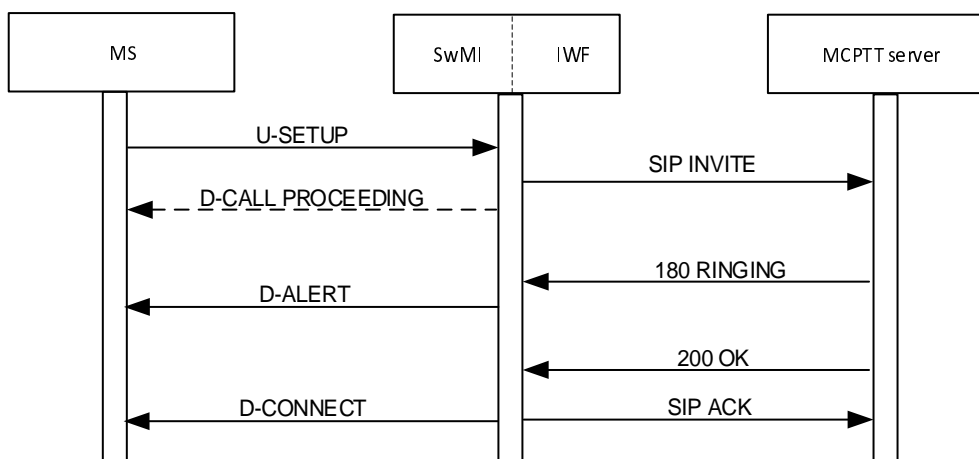 MS
SwMI
IWF
MCPTT server
U-SETUP
SIP INVITE
D-CALL PROCEEDING
180 RINGING
D-ALERT
200 OK
D-CONNECT
SIP ACK